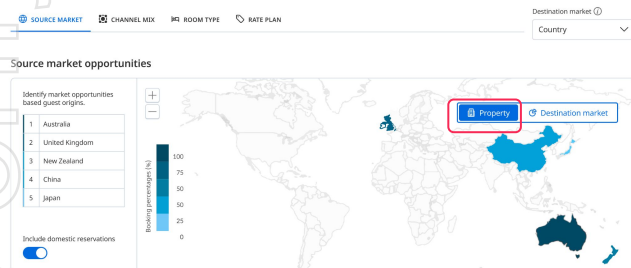 SOURCE MARKET
CHANNEL MIX
ROOM TYPE
RATE PLAN
Destination market
Country
Source market opportunities
Identify market opportunities
based guest origins.
1 Australia
2 United Kingdom
3 New Zealand
4 China
5 Japan
Include domestic reservations
+
−
Booking percentages (%)
100
75
50
50
25
0
Property
Destination market